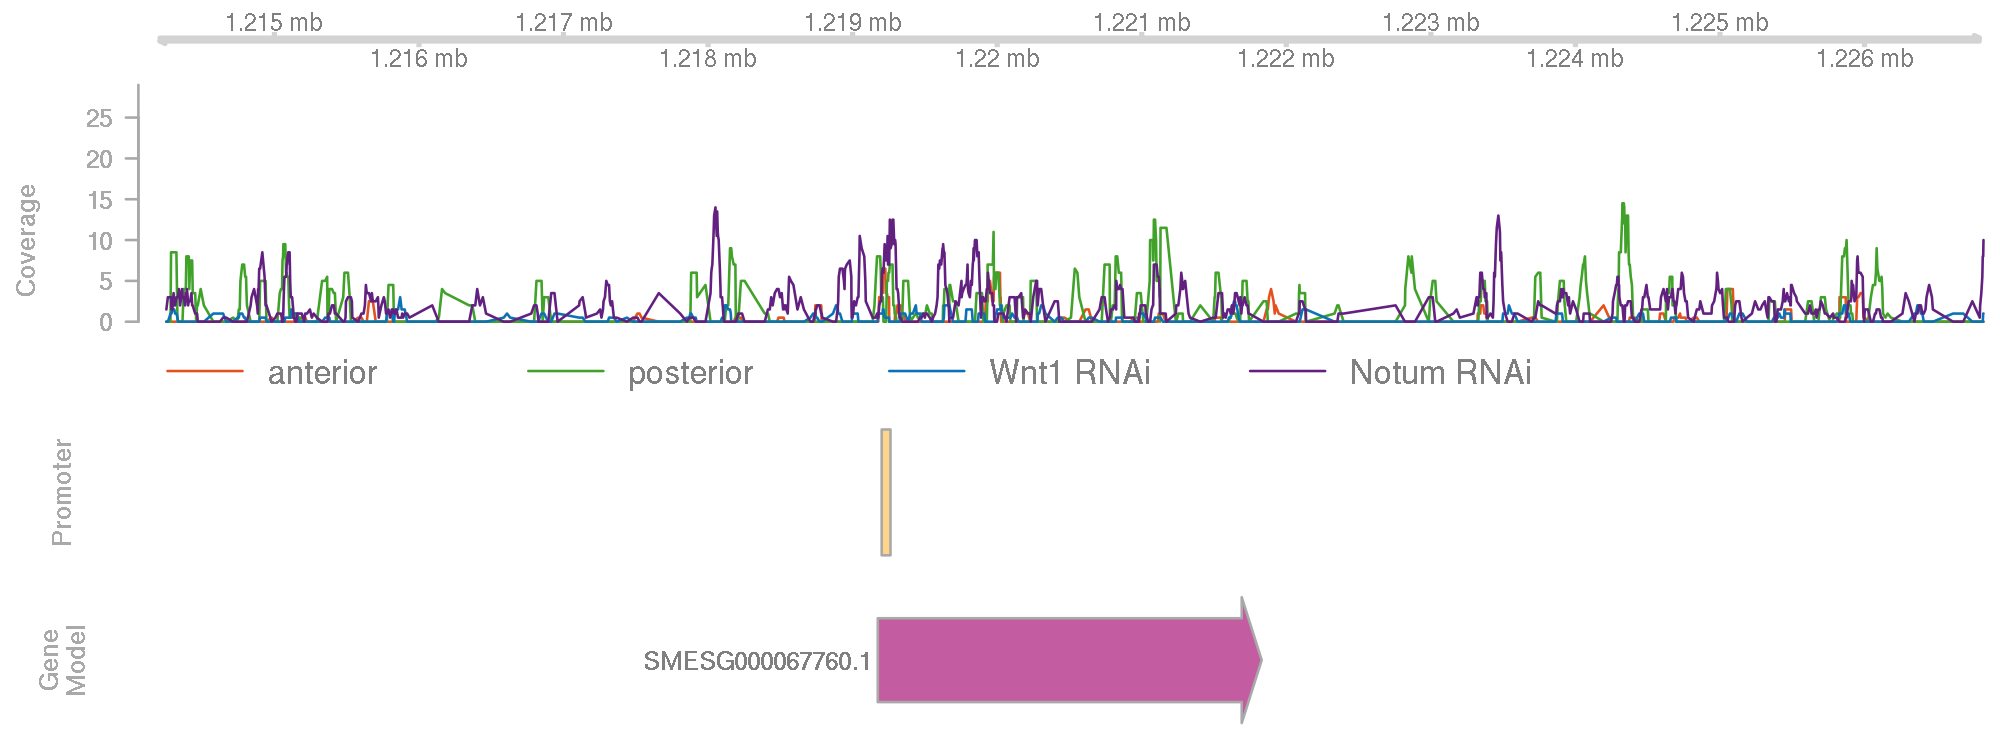 1.215 mb 1.217 mb 1.219 mb 1.221 mb 1.223 mb 1.225 mb
1.216 mb 1.218 mb 1.22 mb 1.222 mb 1.224 mb 1.226 mb
Coverage
25
20
15
10
5
0
anterior posterior Wnt1 RNAi Notum RNAi
Promoter
Gene
Model
SMESG000067760.1